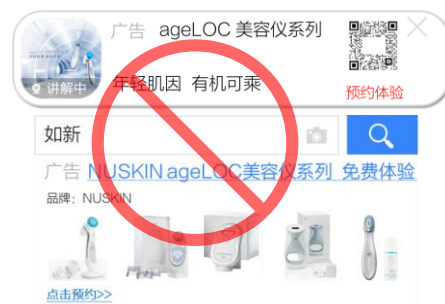 广告 ageLOC 美容仪系列
年轻肌因 有机可乘
讲解中
预约体验
如新
广告 NUSKIN ageLOC美容仪系列 免费体验
品牌：NUSKIN
点击预约>>